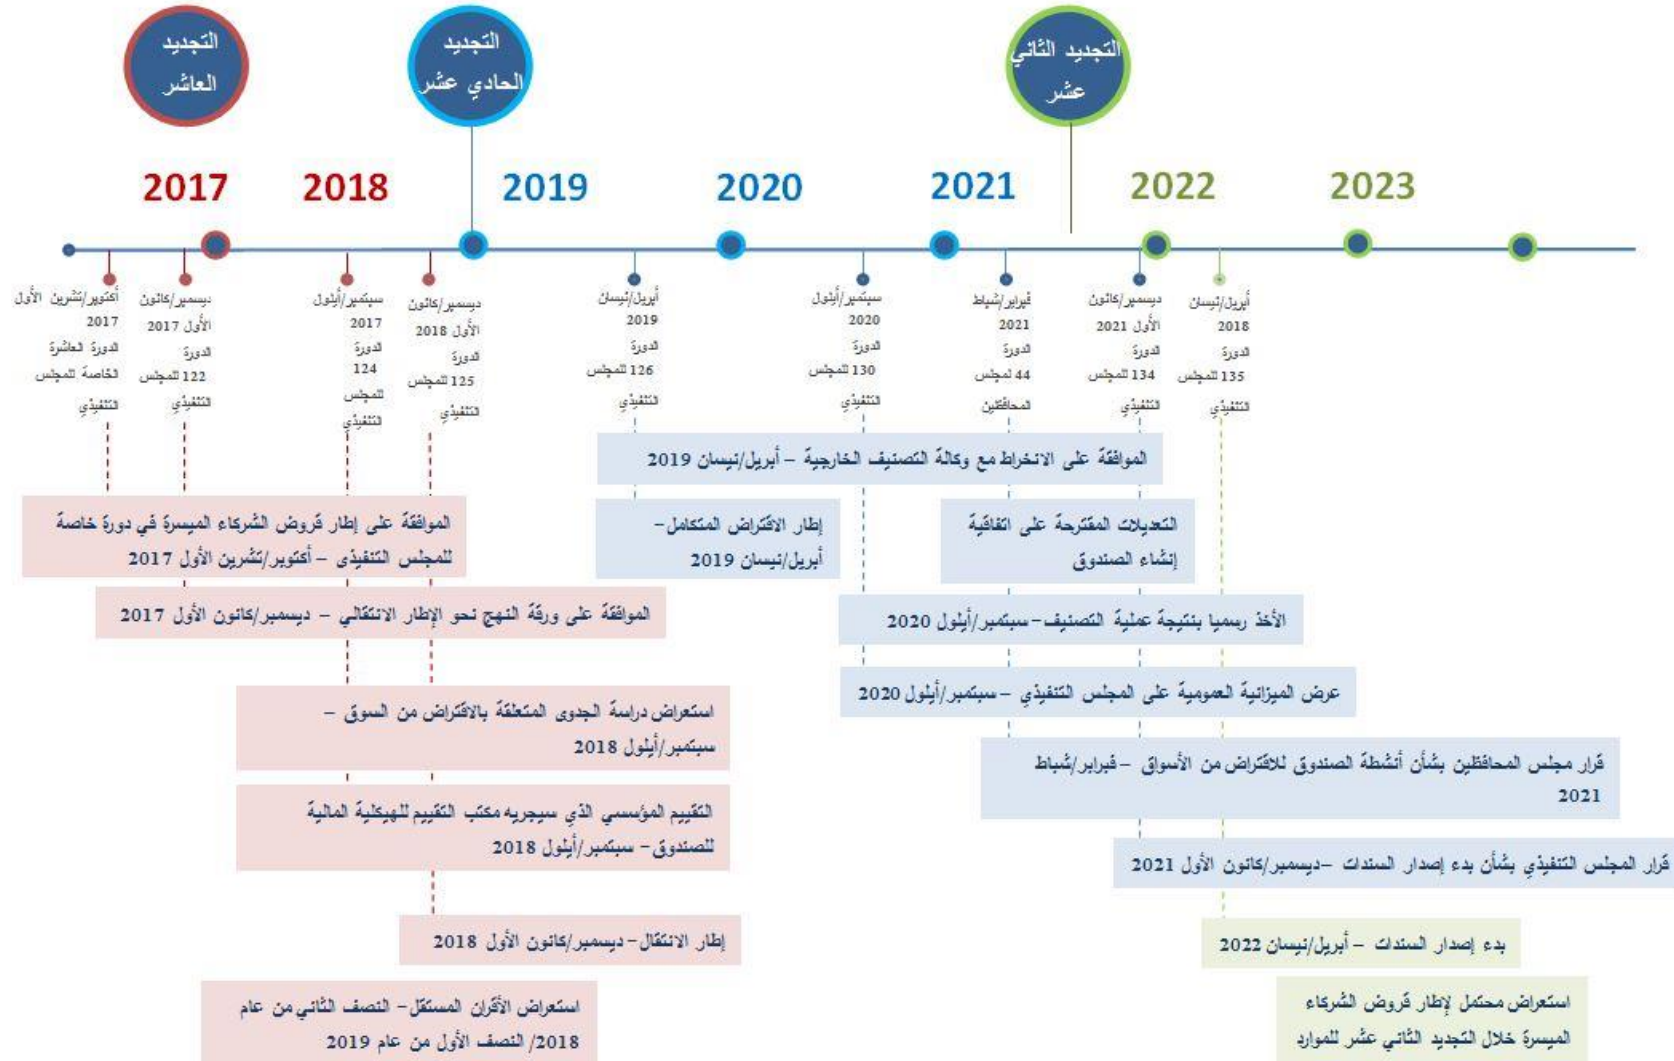 التجديد
العاشر
التجديد
الحادي عشر
التجديد الثاني
عشر
2017
2018
2019
2020
2021
2022
2023
أكتوبر/تشرين الأول
2017
الدورة العاشرة
الخاصة للمجلس
التنفيذي
ديسمبر/كانون
الأول 2017
الدورة
122 للمجلس
التنفيذي
سبتمبر/أيلول
2017
الدورة
124
للمجلس
التنفيذي
ديسمبر/كانون
الأول 2018
الدورة
125 للمجلس
التنفيذي
أبريل/نيسان
2019
الدورة
126 للمجلس
التنفيذي
سبتمبر/أيلول
2020
الدورة
130 للمجلس
التنفيذي
فبراير/شباط
2021
الدورة
44 لمجلس
المحافظين
ديسمبر/كانون
الأول 2021
الدورة
134 للمجلس
التنفيذي
أبريل/نيسان
2018
الدورة
135 للمجلس
التنفيذي
الموافقة على الانخراط مع وكالة التصنيف الخارجية – أبريل/نيسان 2019
الموافقة على إطار قروض الشركاء الميسرة في دورة خاصة
للمجلس التنفيذى – أكتوبر/تشرين الأول 2017
إطار الاقتراض المتكامل–
أبريل/نيسان 2019
التعديلات المقترحة على اتفاقية
إنشاء الصندوق
الموافقة على ورقة النهج نحو الإطار الانتقالي – ديسمبر/كانون الأول 2017
الأخذ رسميا بنتيجة عملية التصنيف– سبتمبر/أيلول 2020
عرض الميزانية العمومية على المجلس التنفيذي – سبتمبر/أيلول 2020
استعراض دراسة الجدوى المتعلقة بالاقتراض من السوق –
سبتمبر/أيلول 2018
قرار مجلس المحافظين بشأن أنشطة الصندوق للاقتراض من الأسواق – فبراير/شباط
2021
التقييم المؤسسي الذي سيجريه مكتب التقييم للهيكلية المالية
للصندوق– سبتمبر/أيلول 2018
قرار المجلس التنفيذي بشأن بدء إصدار السندات –ديسمبر/كانون الأول 2021
إطار الانتقال– ديسمبر/كانون الأول 2018
بدء إصدار السندات – أبريل/نيسان 2022
استعراض الأقران المستقل– النصف الثاني من عام
2018/ النصف الأول من عام 2019
استعراض محتمل لإطار قروض الشركاء
الميسرة خلال التجديد الثاني عشر للموارد